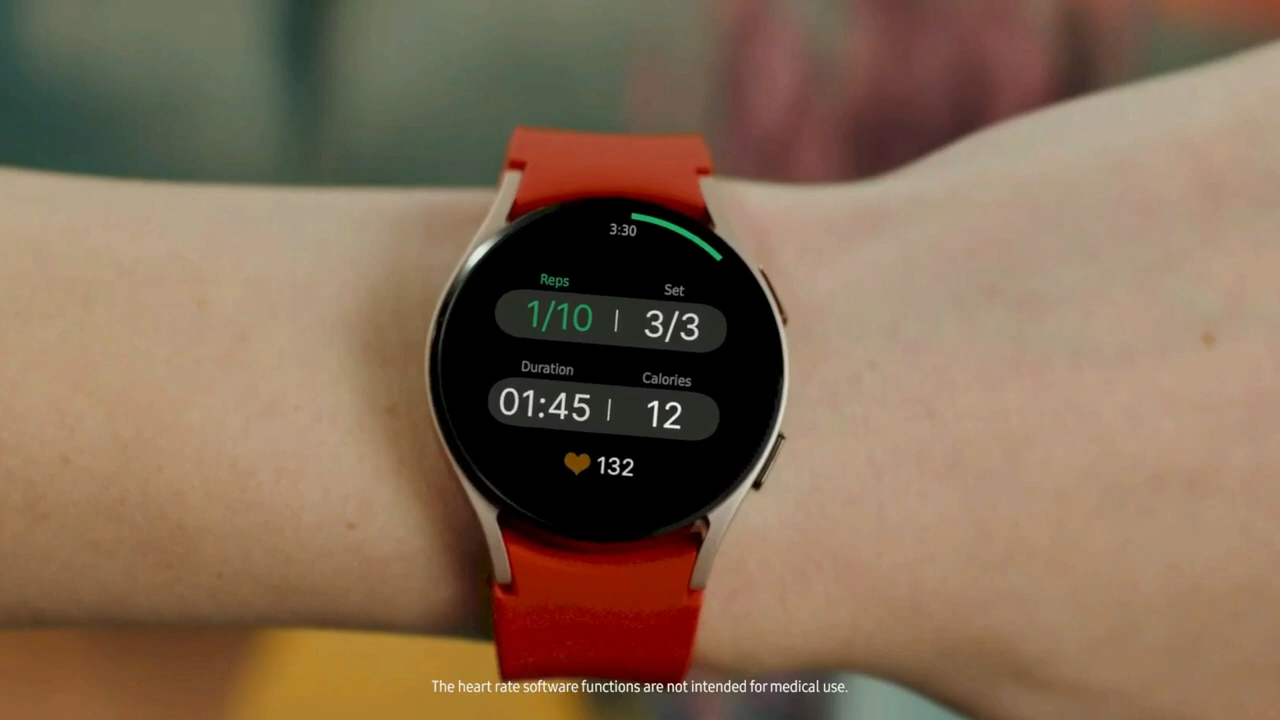 3:30
Reps Set
1/10 | 3/3
Duration Calories
01:45 | 12
132
The heart rate software functions are not intended for medical use.